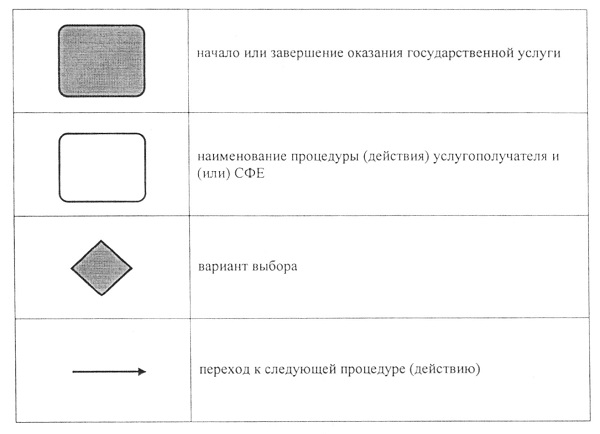 начало или завершение оказания государственной услуги
наименование процедуры (действия) услугополучателя и
(или) СФЕ
вариант выбора
переход к следующей процедуре (действию)